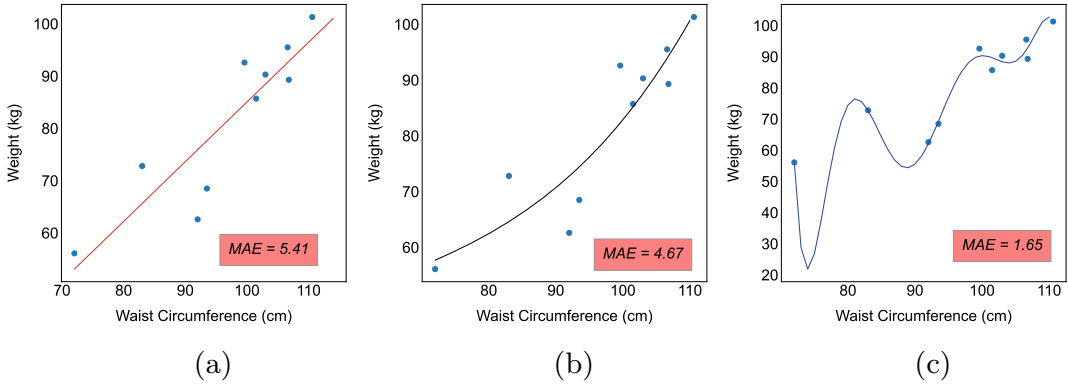 100
90
80
70
60
Weight (kg)
MAE = 5.41
70 80 90 100 110
Waist Circumference (cm)
(a)
100
90
80
70
60
Weight (kg)
MAE = 4.67
80 90 100 110
Waist Circumference (cm)
(b)
100
90
80
70
60
50
40
30
20
Weight (kg)
MAE = 1.65
80 90 100 110
Waist Circumference (cm)
(c)